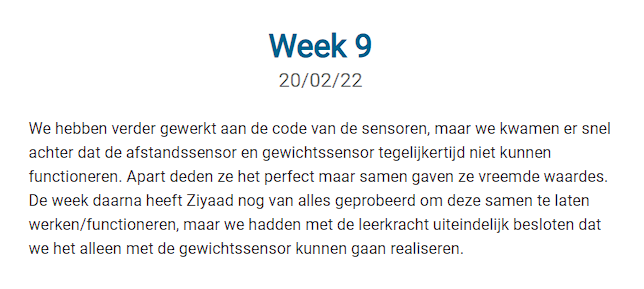 Week 9
20/02/22
We hebben verder gewerkt aan de code van de sensoren, maar we kwamen er snel
achter dat de afstandssensor en gewichtssensor tegelijkertijd niet kunnen
functioneren. Apart deden ze het perfect maar samen gaven ze vreemde waardes.
De week daarna heeft Ziyaad nog van alles geprobeerd om deze samen te laten
werken/functioneren, maar we hadden met de leerkracht uiteindelijk besloten dat
we het alleen met de gewichtssensor kunnen gaan realiseren.